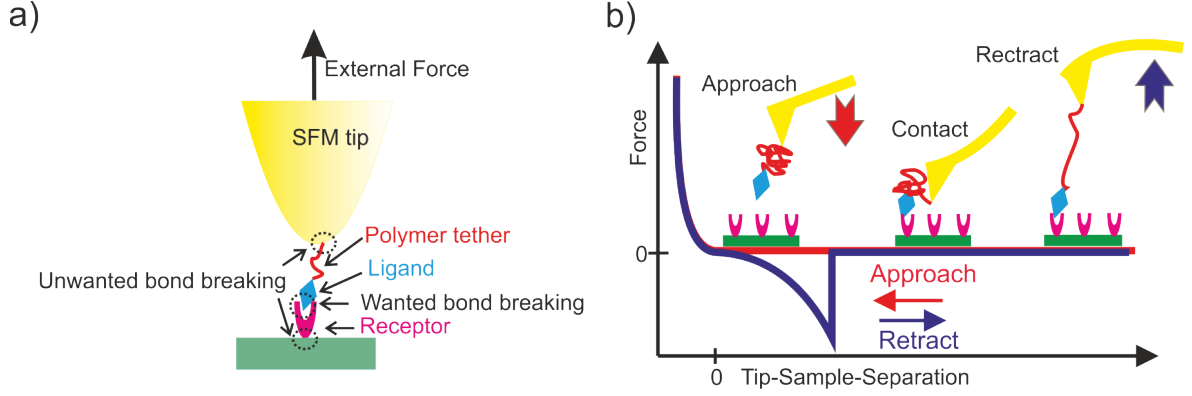 a)
External Force
SFM tip
Polymer tether
Ligand
Unwanted bond breaking
Wanted bond breaking
Receptor
b)
Rectract
Approach
Contact
Force
0
Approach
Retract
0
Tip-Sample-Separation